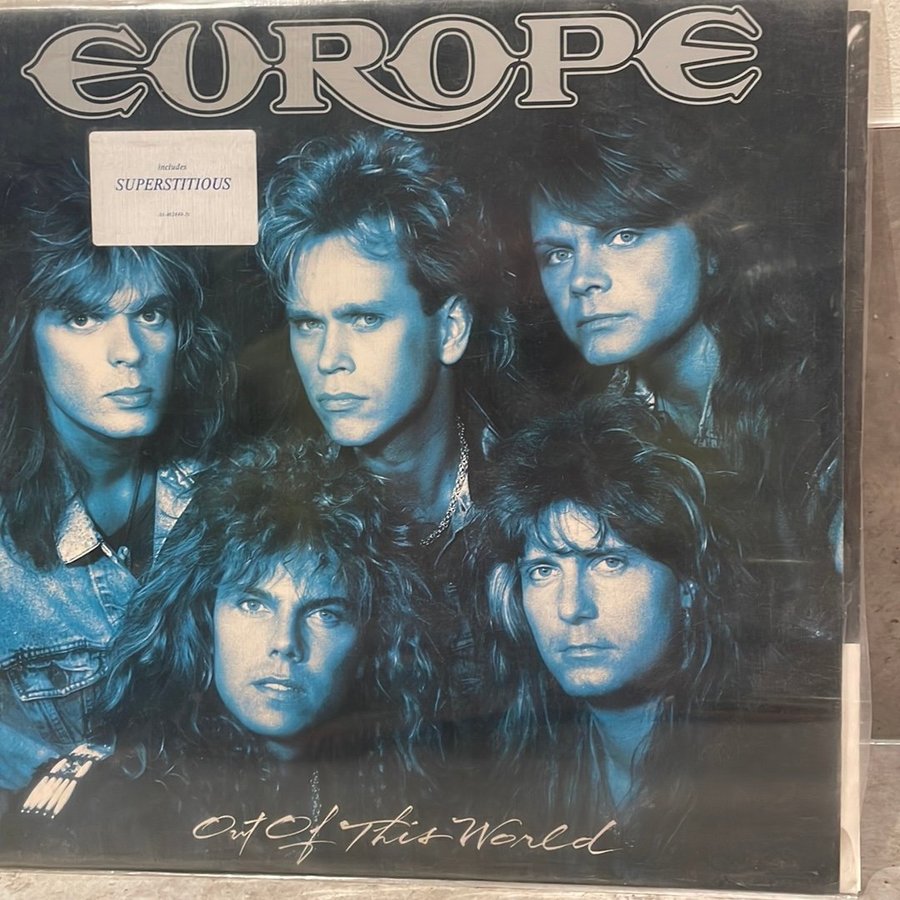 EUROPE
includes
SUPERSTITIOUS
Out Of This World